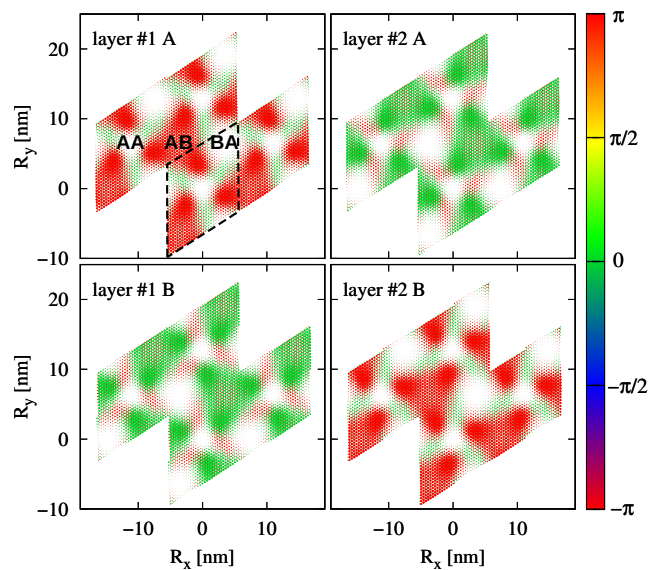 layer #1 A
layer #2 A
π
20
10
0
−10
R_y [nm]
AA AB BA
π/2
0
layer #1 B
layer #2 B
20
10
0
−10
R_y [nm]
−π/2
−π
−10 0 10
−10 0 10
R_x [nm]
R_x [nm]